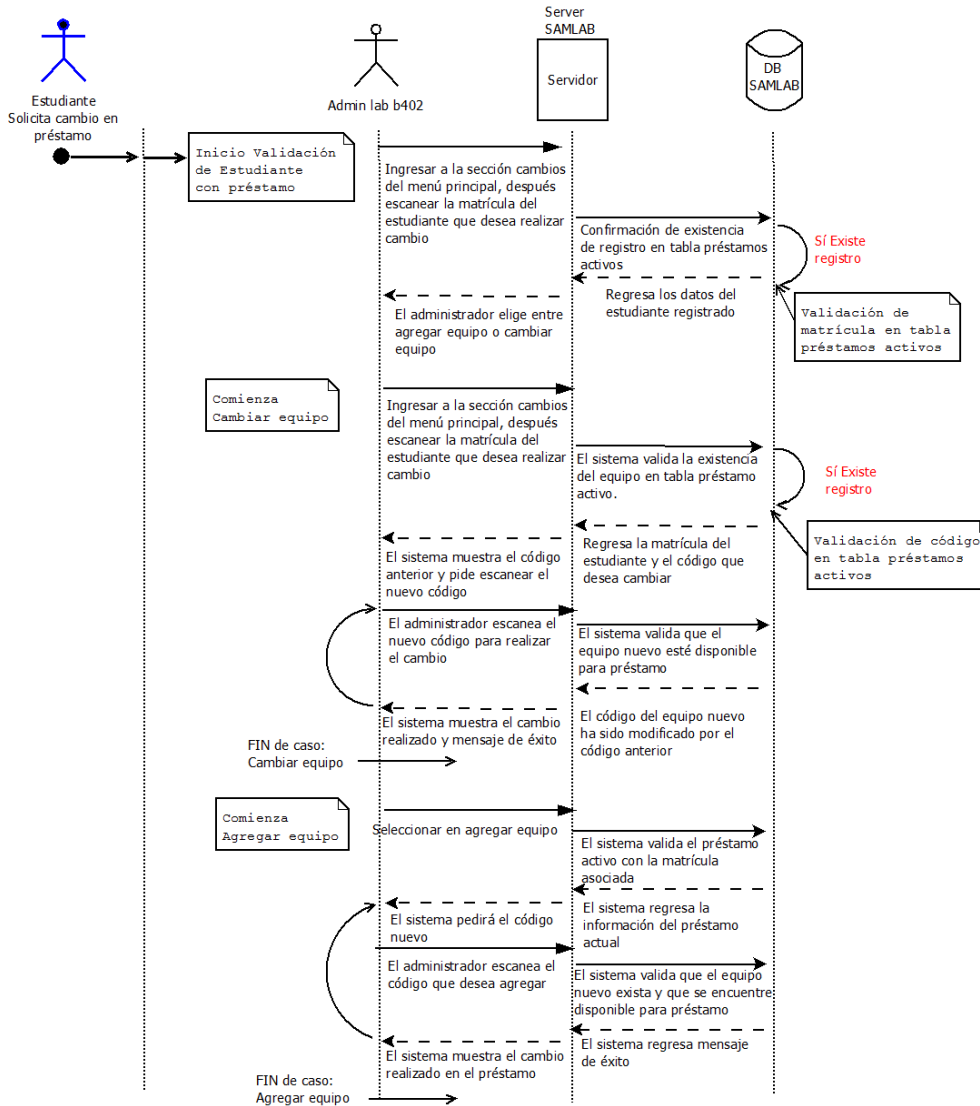 Server
SAMLAB
Servidor
DB
SAMLAB
Estudiante
Solicita cambio en
préstamo
Admin lab b402
Inicio Validación
de Estudiante
con préstamo
Ingresar a la sección cambios
del menú principal, después
escanear la matrícula del
estudiante que desea realizar
cambio
Confirmación de existencia
de registro en tabla préstamos
activos
Sí Existe
registro
Regresa los datos del
estudiante registrado
Validación de
matrícula en tabla
préstamos activos
El administrador elige entre
agregar equipo o cambiar
equipo
Comienza
Cambiar equipo
Ingresar a la sección cambios
del menú principal, después
escanear la matrícula del
estudiante que desea realizar
cambio
El sistema valida la existencia
del equipo en tabla préstamo
activo.
Sí Existe
registro
Regresa la matrícula del
estudiante y el código que
desea cambiar
Validación de código
en tabla préstamos
activos
El sistema muestra el código
anterior y pide escanear el
nuevo código
El administrador escanea el
nuevo código para realizar
el cambio
El sistema valida que el
equipo nuevo esté disponible
para préstamo
El código del equipo nuevo
ha sido modificado por el
código anterior
El sistema muestra el cambio
realizado y mensaje de éxito
FIN de caso:
Cambiar equipo
Comienza
Agregar equipo
Seleccionar en agregar equipo
El sistema valida el préstamo
activo con la matrícula
asociada
El sistema regresa la
información del préstamo
actual
El sistema pedirá el código
nuevo
El administrador escanea el
código que desea agregar
El sistema valida que el equipo
nuevo exista y que se encuentre
disponible para préstamo
El sistema regresa mensaje
de éxito
El sistema muestra el cambio
realizado en el préstamo
FIN de caso:
Agregar equipo